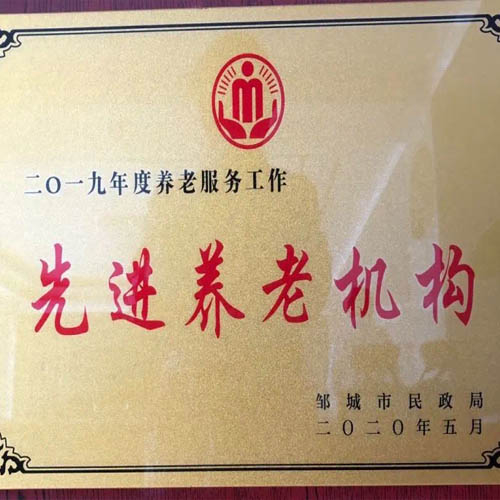 二〇一九年度养老服务工作
先进养老机构
邹城市民政局
二〇二〇年五月